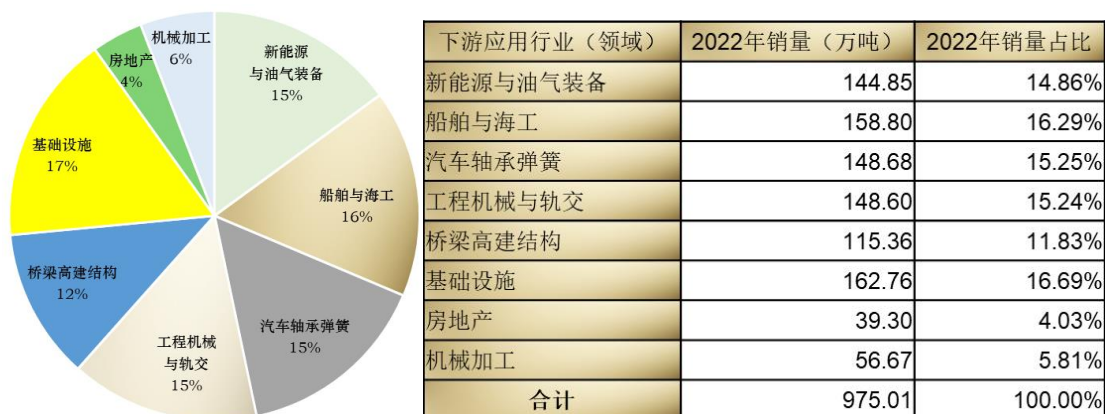 机械加工
6%
新能源
与油气装备
15%
房地产
4%
基础设施
17%
船舶与海工
16%
桥梁高建结构
12%
汽车轴承弹簧
15%
工程机械
与轨交
15%
下游应用行业（领域） 2022年销量（万吨） 2022年销量占比
新能源与油气装备 144.85 14.86%
船舶与海工 158.80 16.29%
汽车轴承弹簧 148.68 15.25%
工程机械与轨交 148.60 15.24%
桥梁高建结构 115.36 11.83%
基础设施 162.76 16.69%
房地产 39.30 4.03%
机械加工 56.67 5.81%
合计 975.01 100.00%